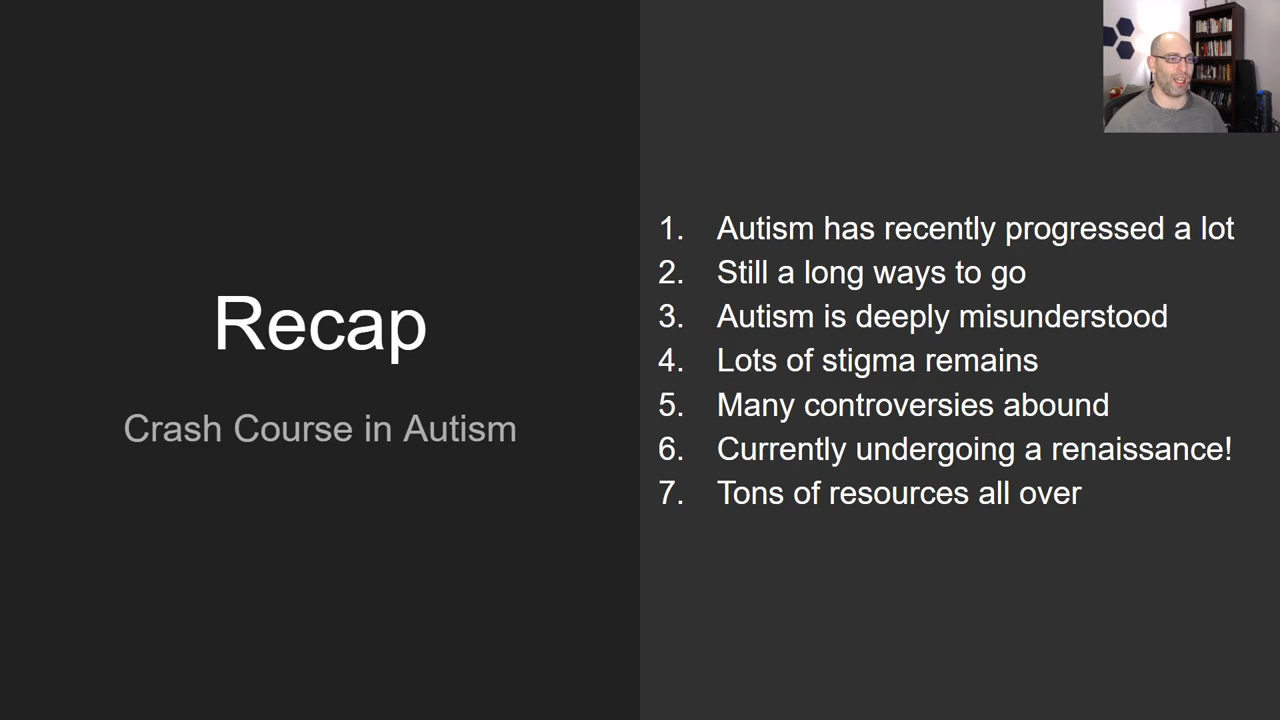 Recap
Crash Course in Autism
1. Autism has recently progressed a lot
2. Still a long ways to go
3. Autism is deeply misunderstood
4. Lots of stigma remains
5. Many controversies abound
6. Currently undergoing a renaissance!
7. Tons of resources all over